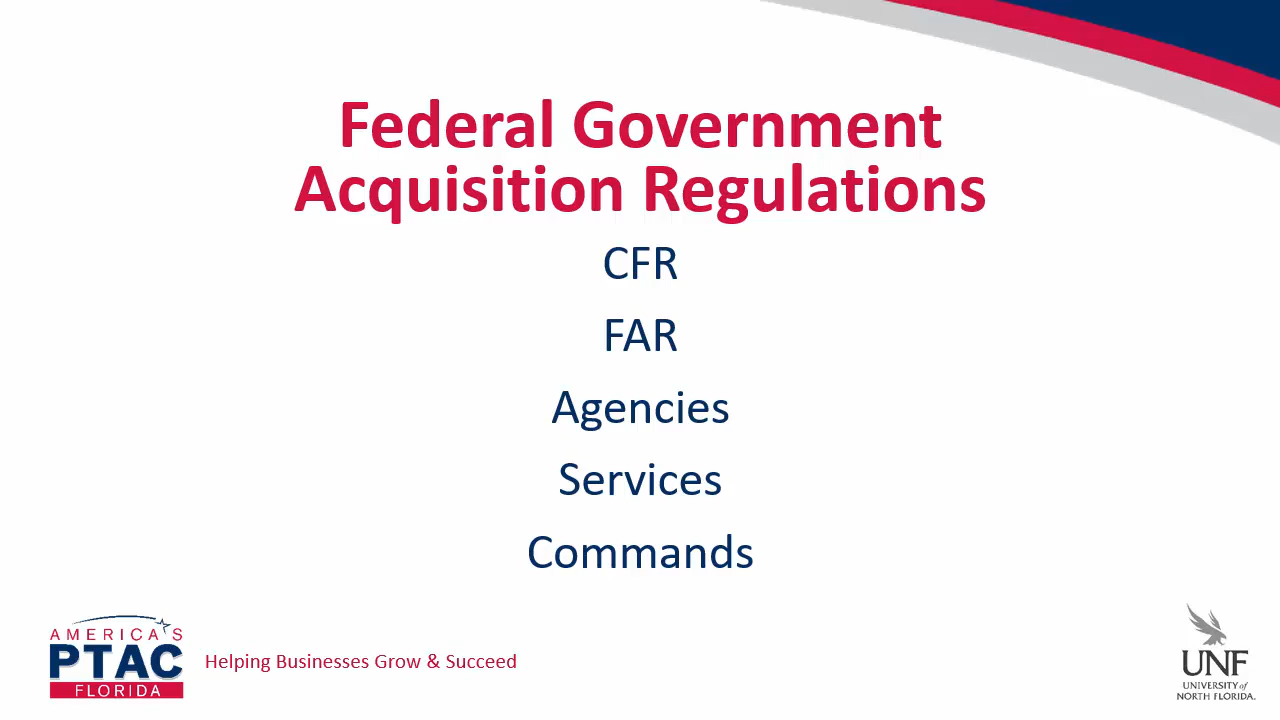 Federal Government
Acquisition Regulations
CFR
FAR
Agencies
Services
Commands
AMERICA'S
PTAC
FLORIDA
Helping Businesses Grow & Succeed
UNF
UNIVERSITY of
NORTH FLORIDA.